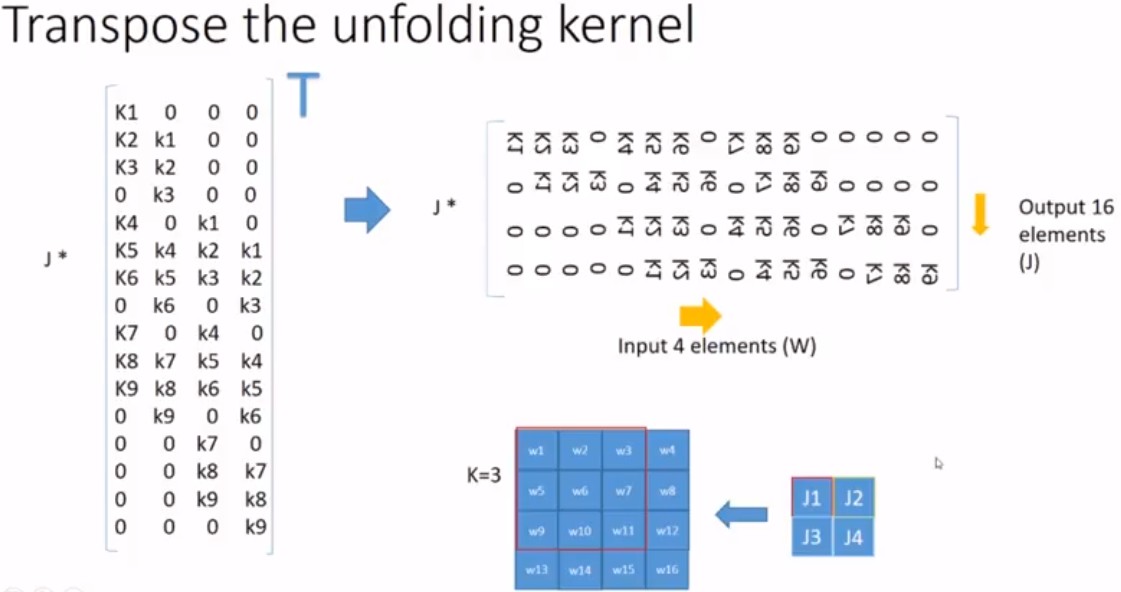 Transpose the unfolding kernel
T
J *
K1 0 0 0
K2 k1 0 0
K3 k2 0 0
0 k3 0 0
K4 0 k1 0
K5 k4 k2 k1
K6 k5 k3 k2
0 k6 0 k3
K7 0 k4 0
K8 k7 k5 k4
K9 k8 k6 k5
0 k9 0 k6
0 0 k7 0
0 0 k8 k7
0 0 k9 k8
0 0 0 k9
J *
K1 K2 K3 0 K4 K5 K6 0 K7 K8 K9 0 0 0 0 0
0 K1 K2 K3 0 K4 K5 K6 0 K7 K8 K9 0 0 0 0
0 0 0 0 K1 K2 K3 0 K4 K5 K6 0 K7 K8 K9 0
0 0 0 0 0 K1 K2 K3 0 K4 K5 K6 0 K7 K8 K9
Output 16
elements
(J)
Input 4 elements (W)
K=3
w1 w2 w3 w4
w5 w6 w7 w8
w9 w10 w11 w12
w13 w14 w15 w16
J1 J2
J3 J4